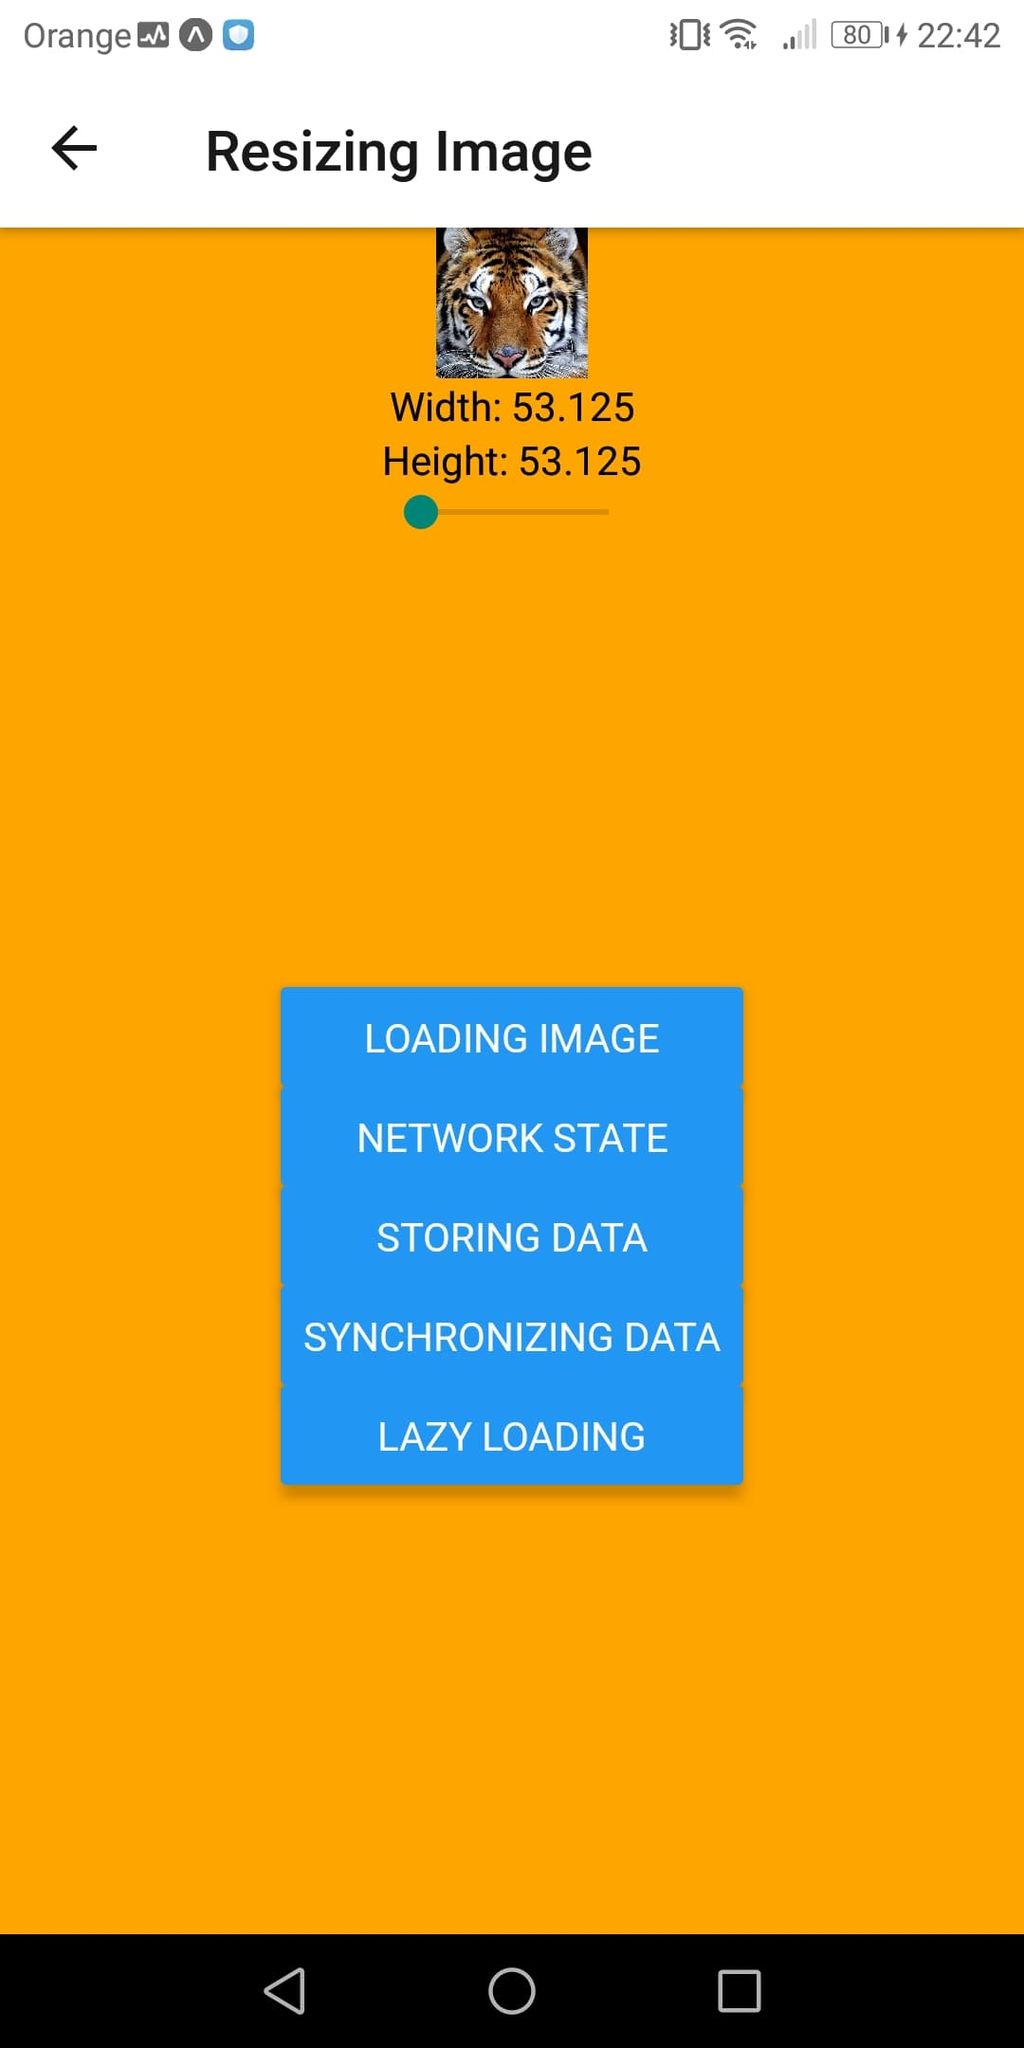 Orange 80 22:42
Resizing Image
Width: 53.125
Height: 53.125
LOADING IMAGE
NETWORK STATE
STORING DATA
SYNCHRONIZING DATA
LAZY LOADING